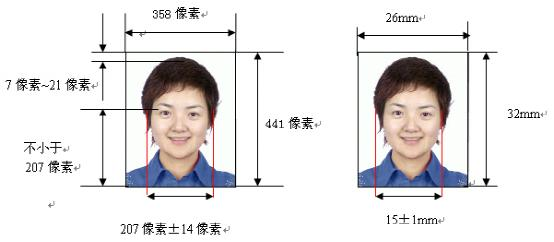 358 像素
7 像素~21 像素
不小于
207 像素
441 像素
207 像素±14 像素
26mm
32mm
15±1mm